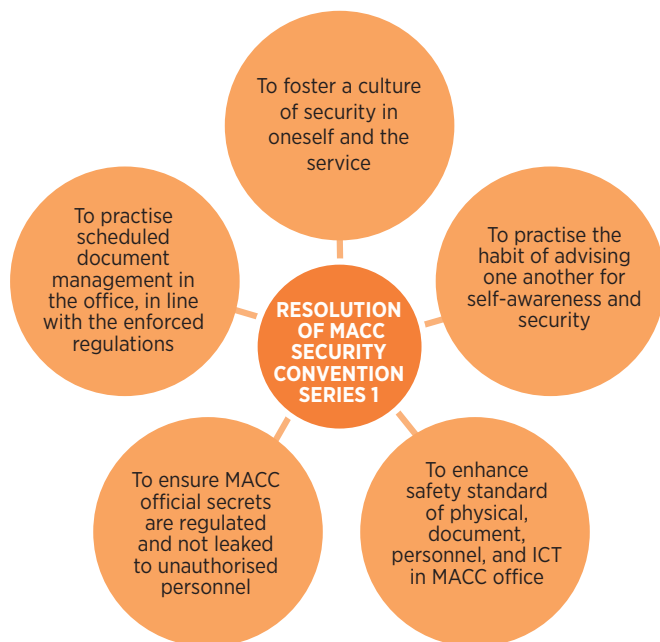 To foster a culture
of security in
oneself and the
service
To practise the
habit of advising
one another for
self-awareness and
security
To enhance
safety standard
of physical,
document,
personnel, and ICT
in MACC office
To ensure MACC
official secrets
are regulated
and not leaked
to unauthorised
personnel
To practise
scheduled
document
management in
the office, in line
with the enforced
regulations
RESOLUTION
OF MACC
SECURITY
CONVENTION
SERIES 1